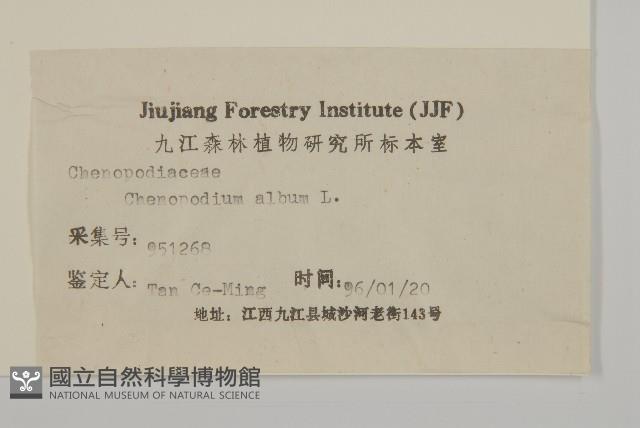 Jiujiang Forestry Institute (JJF)
九江森林植物研究所标本室
Chenopodiaceae
Chenopodium album L.
采集号: 951268
鉴定人: Tan Ce-Ming 时间: 96/01/20
地址: 江西九江县城沙河老街143号
國立自然科學博物館
NATIONAL MUSEUM OF NATURAL SCIENCE